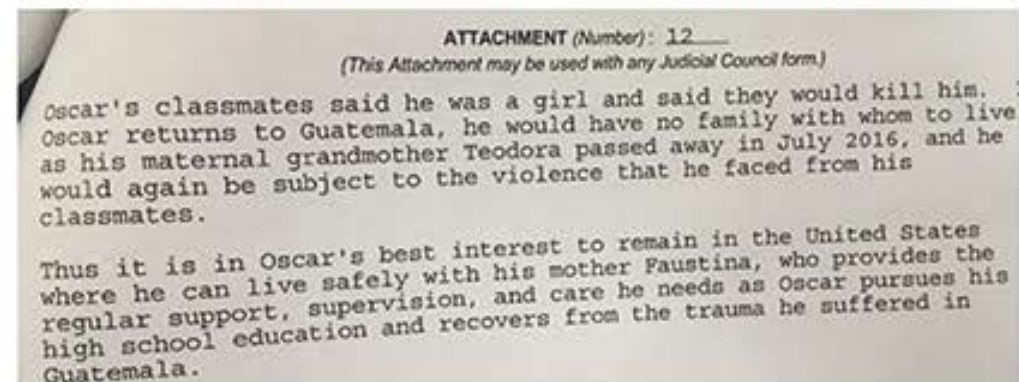 ATTACHMENT (Number): 12
(This Attachment may be used with any Judicial Council form.)
Oscar's classmates said he was a girl and said they would kill him.
Oscar returns to Guatemala, he would have no family with whom to live
as his maternal grandmother Teodora passed away in July 2016, and he
would again be subject to the violence that he faced from his
classmates.
Thus it is in Oscar's best interest to remain in the United States
where he can live safely with his mother Faustina, who provides the
regular support, supervision, and care he needs as Oscar pursues his
high school education and recovers from the trauma he suffered in
Guatemala.